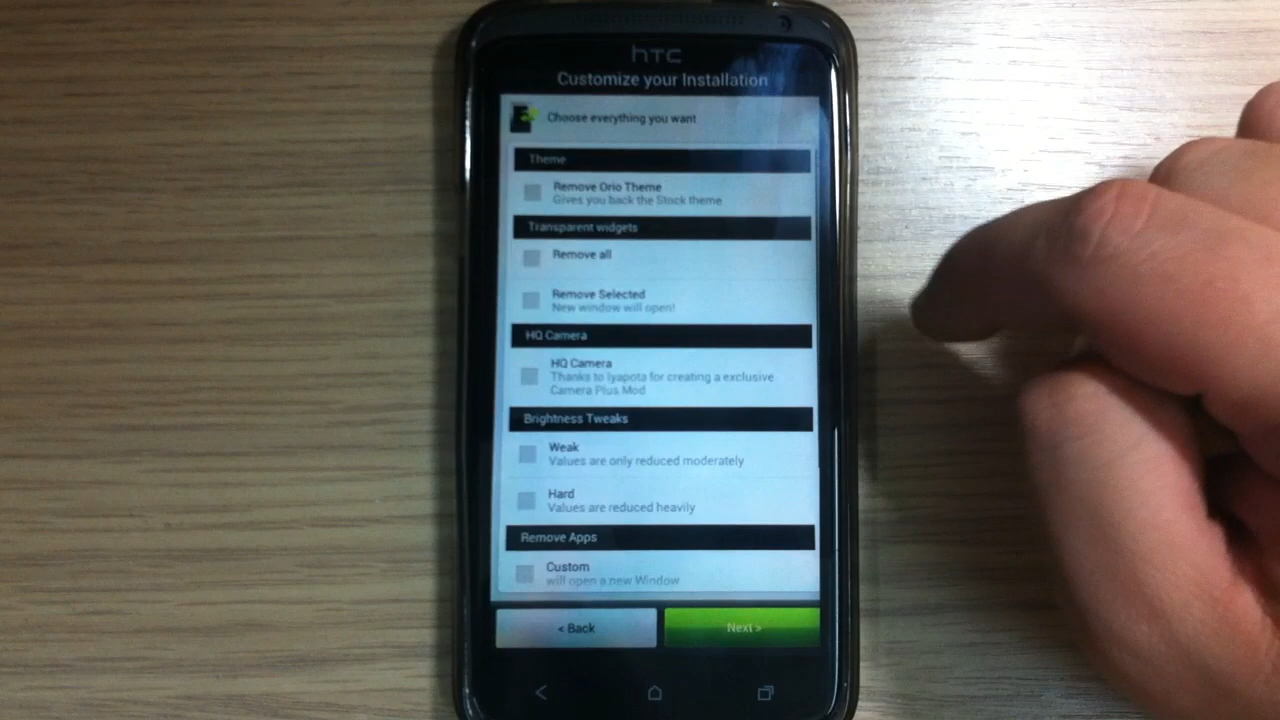 hTC
Customize your Installation
Choose everything you want
Theme
Remove Orio Theme
Gives you back the Stock theme
Transparent widgets
Remove all
Remove Selected
New window will open!
HQ Camera
HQ Camera
Thanks to lyapota for creating a exclusive
Camera Plus Mod
Brightness Tweaks
Weak
Values are only reduced moderately
Hard
Values are reduced heavily
Remove Apps
Custom
will open a new Window
< Back
Next >